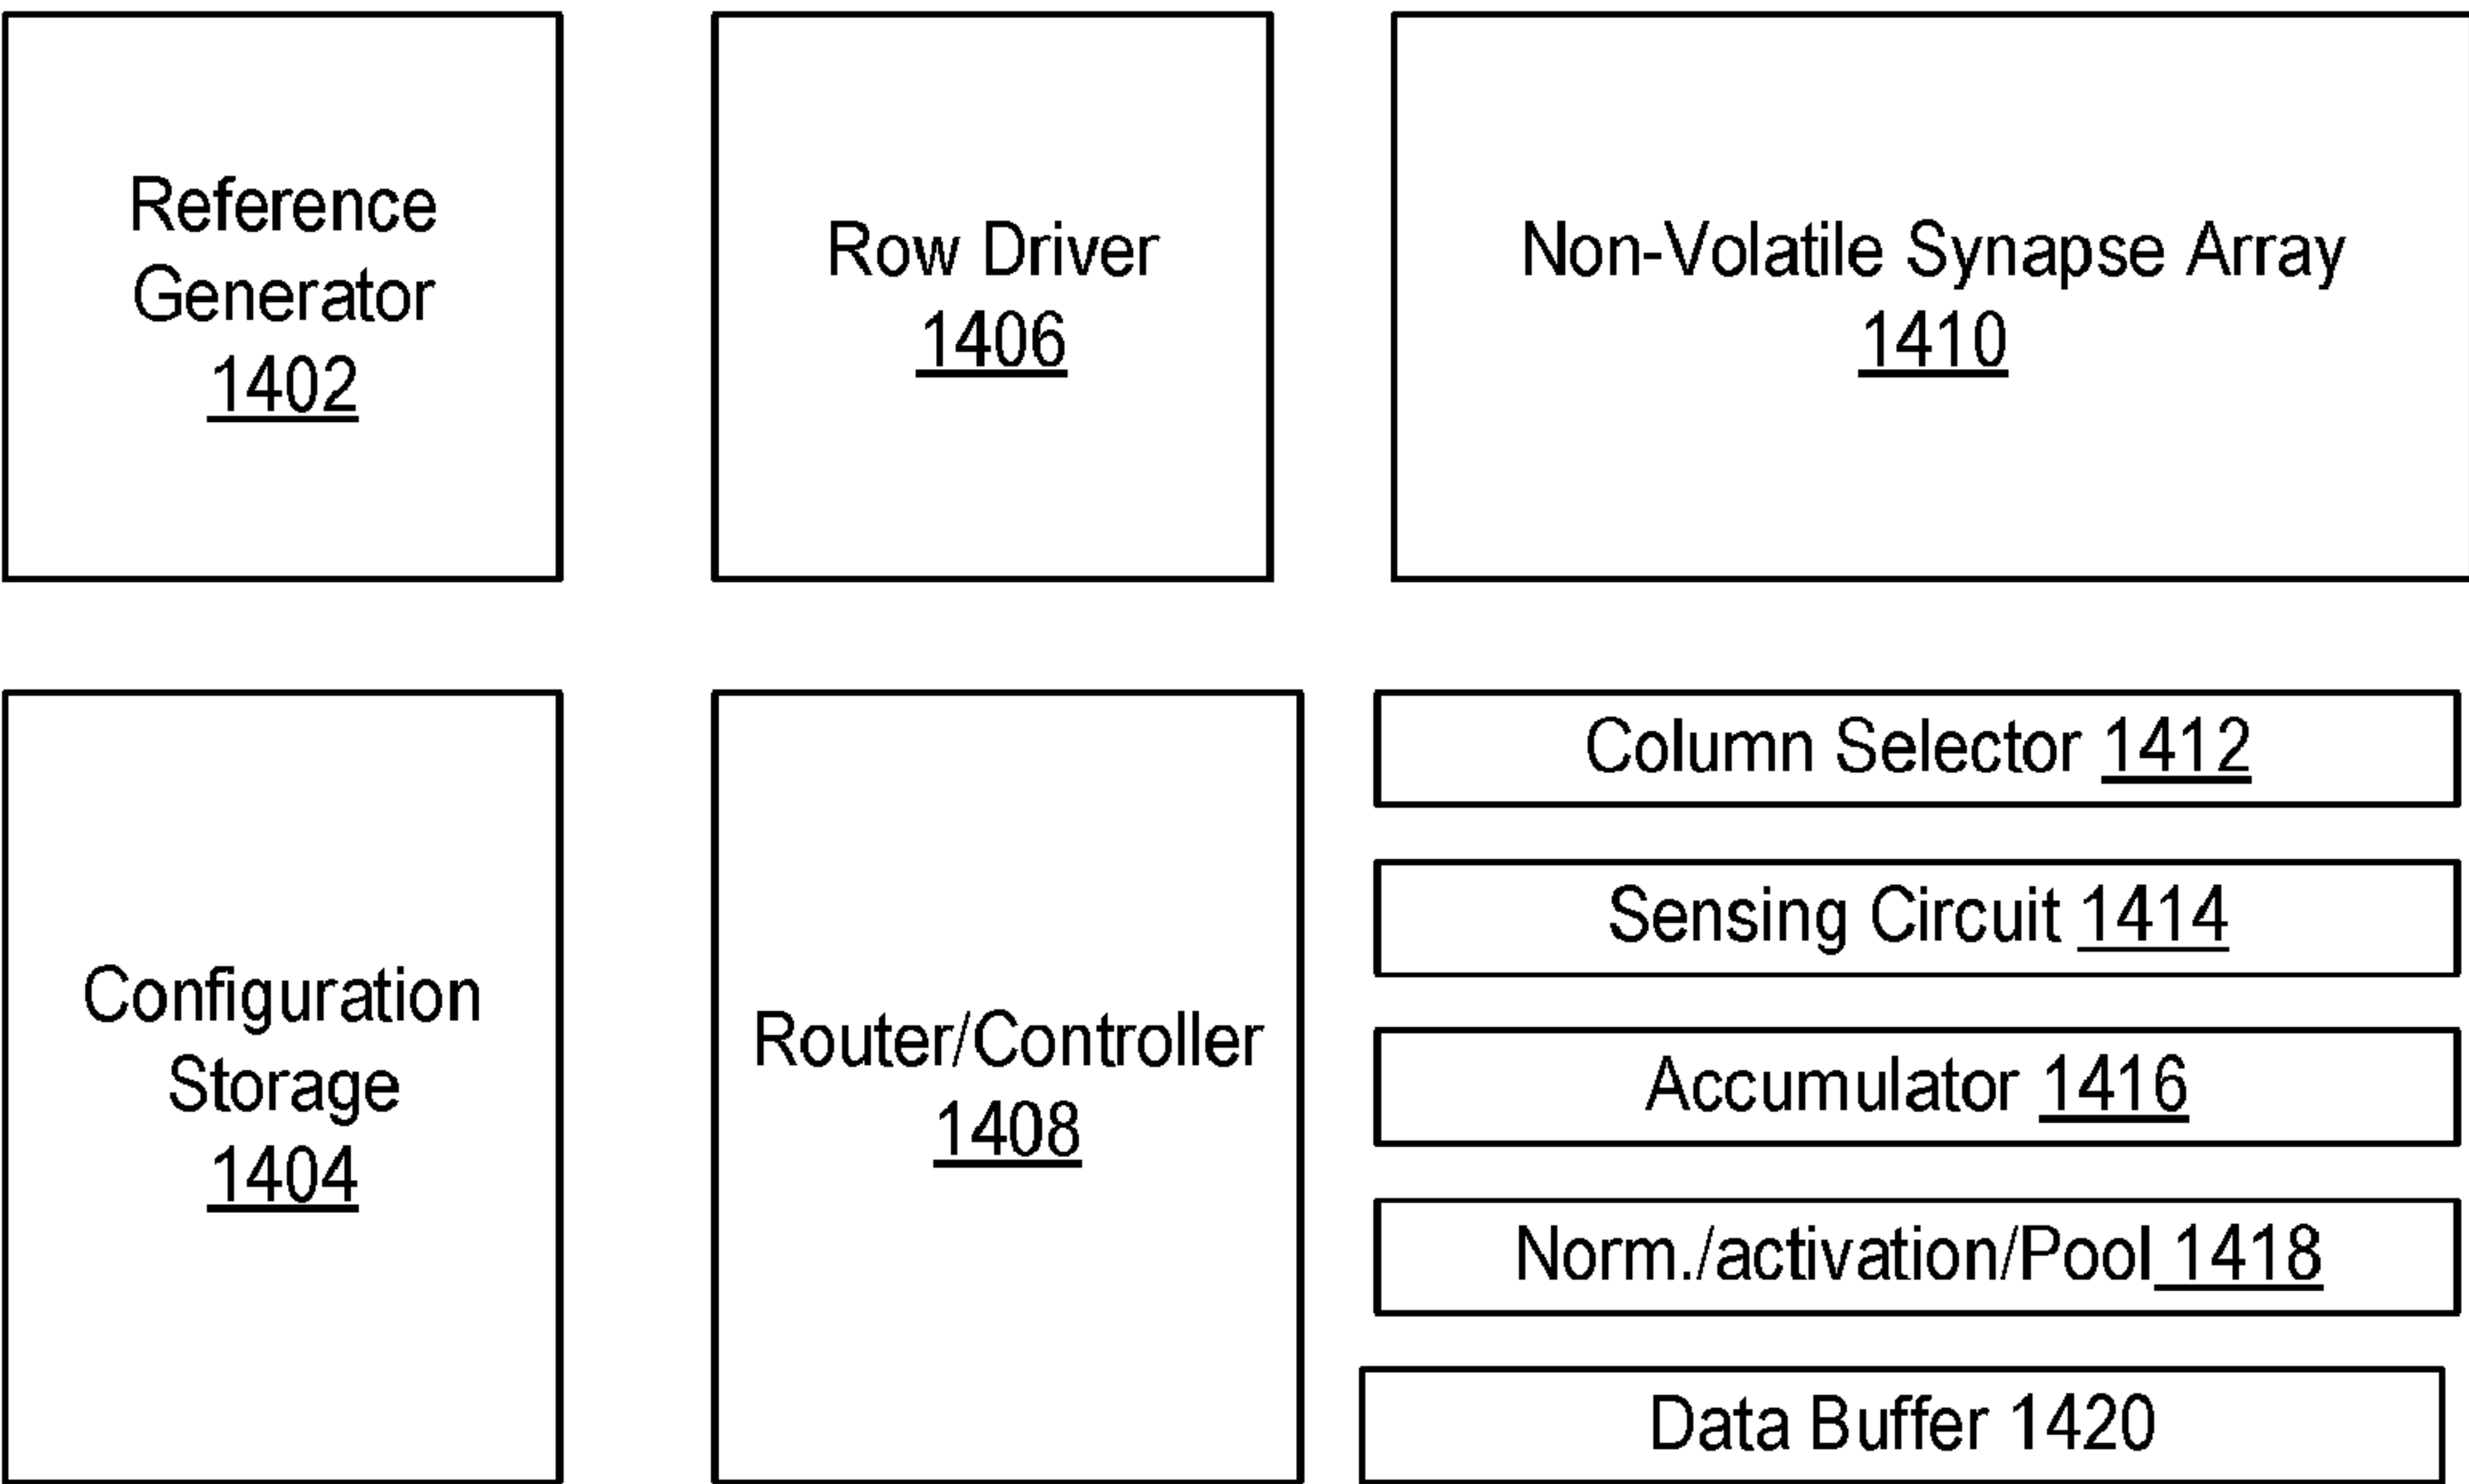 Reference
Generator
1402
Row Driver
1406
Non-Volatile Synapse Array
1410
Configuration
Storage
1404
Router/Controller
1408
Column Selector 1412
Sensing Circuit 1414
Accumulator 1416
Norm./activation/Pool 1418
Data Buffer 1420